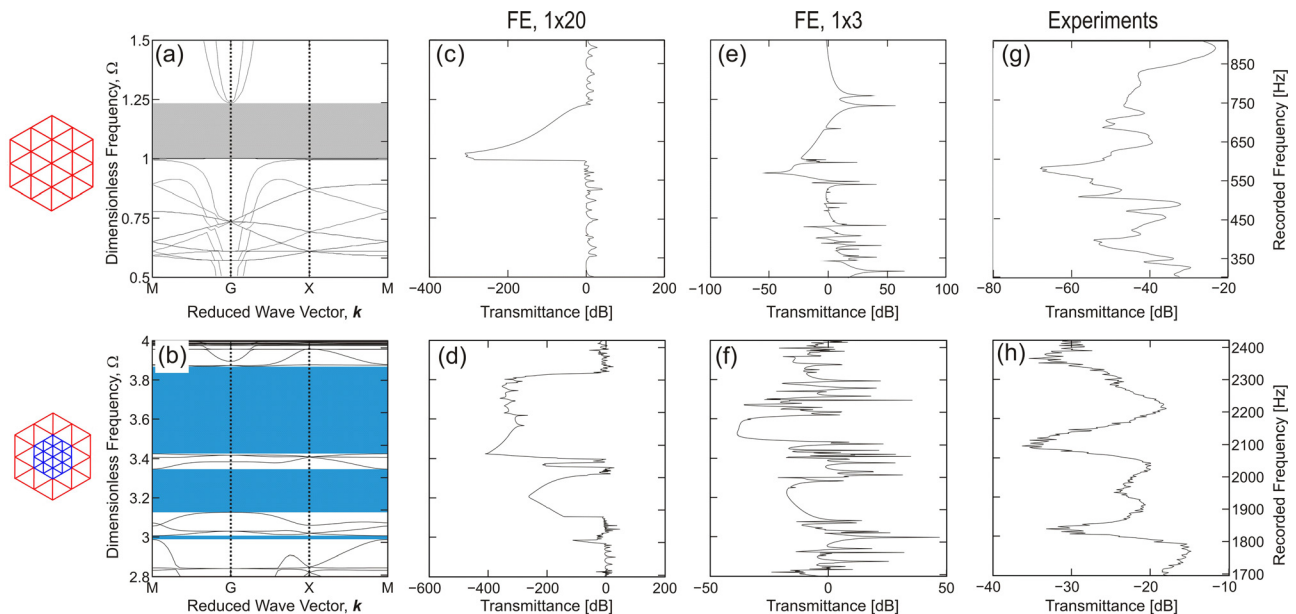 FE, 1x20
FE, 1x3
Experiments
(a)
Dimensionless Frequency, Ω
1.5
1.25
1
0.75
0.5
M
G
X
M
Reduced Wave Vector, k
(c)
−400
−200
0
200
Transmittance [dB]
(e)
−100
−50
0
50
100
Transmittance [dB]
(g)
850
750
650
550
450
350
Recorded Frequency [Hz]
−80
−60
−40
−20
Transmittance [dB]
(b)
Dimensionless Frequency, Ω
4
3.8
3.6
3.4
3.2
3
2.8
M
G
X
M
Reduced Wave Vector, k
(d)
−600
−400
−200
0
200
Transmittance [dB]
(f)
−50
0
50
Transmittance [dB]
(h)
2400
2300
2200
2100
2000
1900
1800
1700
Recorded Frequency [Hz]
−40
−30
−20
−10
Transmittance [dB]